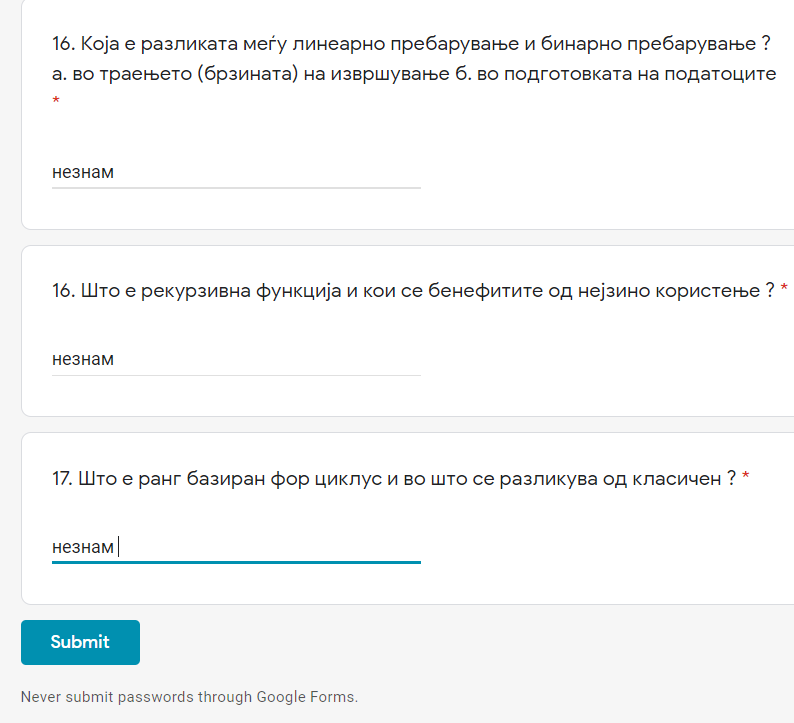 16. Која е разликата меѓу линеарно пребарување и бинарно пребарување ?
а. во траењето (брзината) на извршување б. во подготовката на податоците
*
незнам
16. Што е рекурзивна функција и кои се бенефитите од нејзино користење ? *
незнам
17. Што е ранг базиран фор циклус и во што се разликува од класичен ? *
незнам
Submit
Never submit passwords through Google Forms.